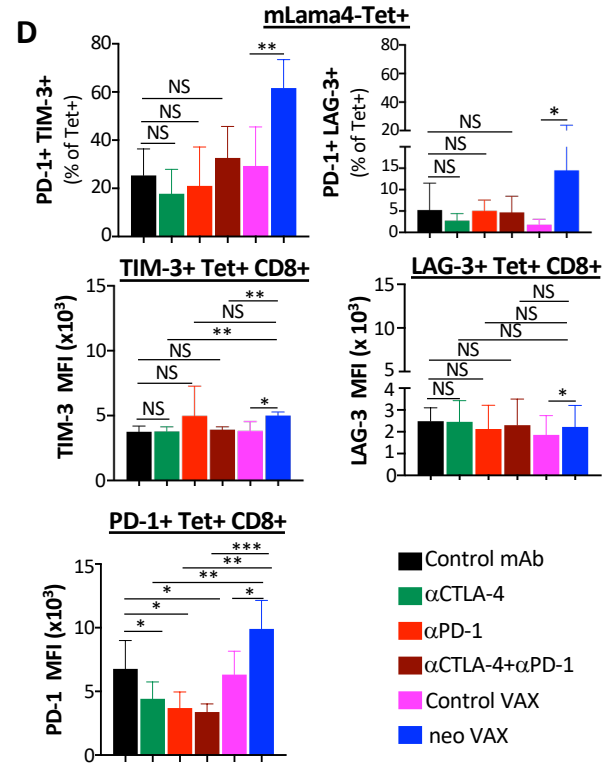 D
mLama4-Tet+
PD-1+ TIM-3+
(% of Tet+)
80
60
40
20
0
NS
NS
NS
**
PD-1+ LAG-3+
(% of Tet+)
80
60
40
20
15
10
5
0
NS
NS
NS
*
TIM-3+ Tet+ CD8+
TIM-3 MFI (x10³)
15
10
5
0
**
NS
**
NS
NS
NS
*
LAG-3+ Tet+ CD8+
LAG-3 MFI (x10³)
15
10
5
4
3
2
1
0
NS
NS
NS
NS
NS
NS
*
PD-1+ Tet+ CD8+
PD-1 MFI (x10³)
15
10
5
0
***
**
**
*
*
*
*
Control mAb
αCTLA-4
αPD-1
αCTLA-4+αPD-1
Control VAX
neo VAX